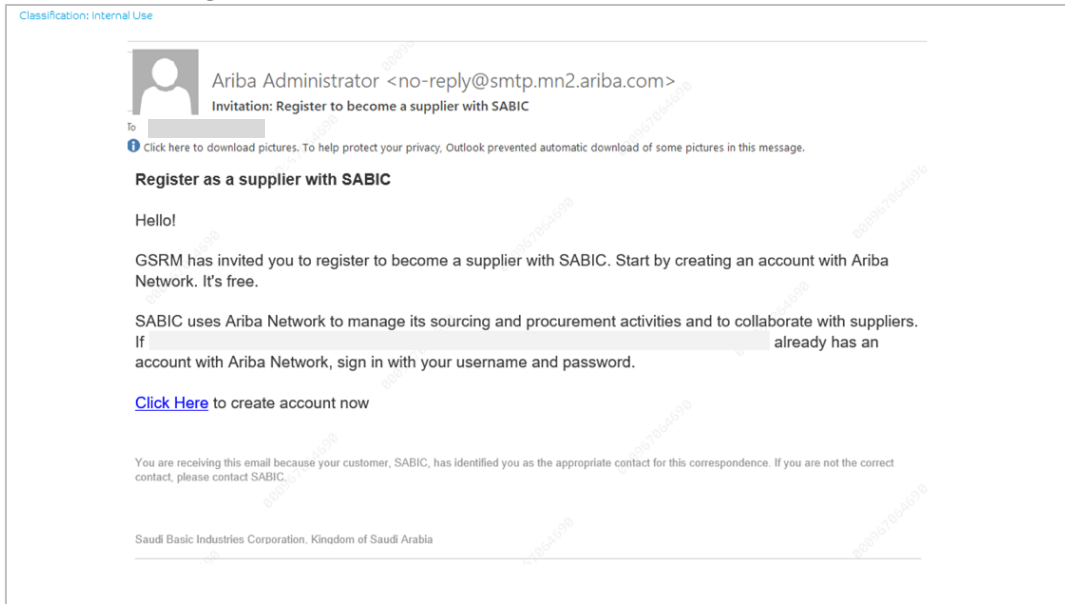 Classification: Internal Use
Ariba Administrator <no-reply@smtp.mn2.ariba.com>
Invitation: Register to become a supplier with SABIC
To
Click here to download pictures. To help protect your privacy, Outlook prevented automatic download of some pictures in this message.
Register as a supplier with SABIC
Hello!
GSRM has invited you to register to become a supplier with SABIC. Start by creating an account with Ariba
Network. It's free.
SABIC uses Ariba Network to manage its sourcing and procurement activities and to collaborate with suppliers.
If already has an
account with Ariba Network, sign in with your username and password.
Click Here to create account now
You are receiving this email because your customer, SABIC, has identified you as the appropriate contact for this correspondence. If you are not the correct
contact, please contact SABIC.
Saudi Basic Industries Corporation, Kingdom of Saudi Arabia